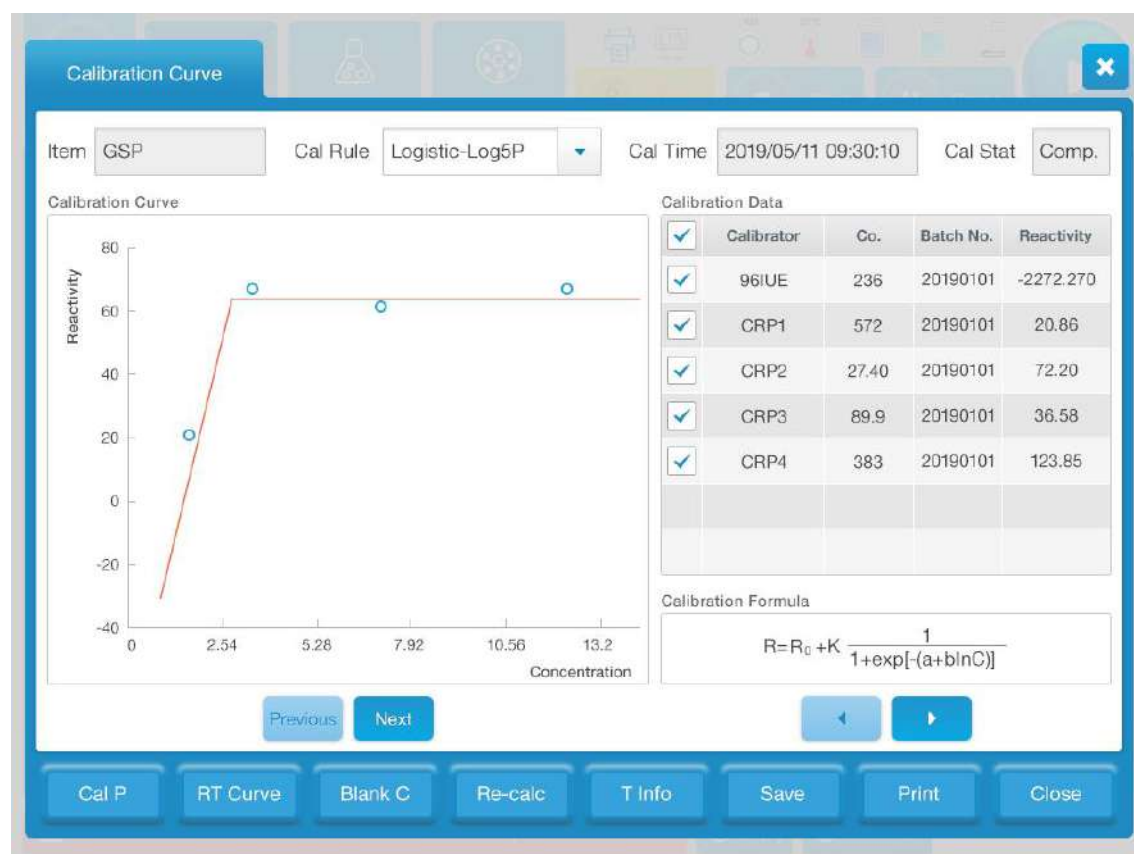 Calibration Curve
Item GSP Cal Rule Logistic-Log5P Cal Time 2019/05/11 09:30:10 Cal Stat Comp.
Calibration Curve
80
60
40
20
0
-20
-40
Reactivity
0 2.54 5.28 7.92 10.56 13.2
Concentration
Previous Next
Calibration Data
Calibrator Co. Batch No. Reactivity
96IUE 236 20190101 -2272.270
CRP1 572 20190101 20.86
CRP2 27.40 20190101 72.20
CRP3 89.9 20190101 36.58
CRP4 383 20190101 123.85
Calibration Formula
R=R₀ +K 1
1+exp[-(a+blnC)]
Cal P RT Curve Blank C Re-calc T Info Save Print Close